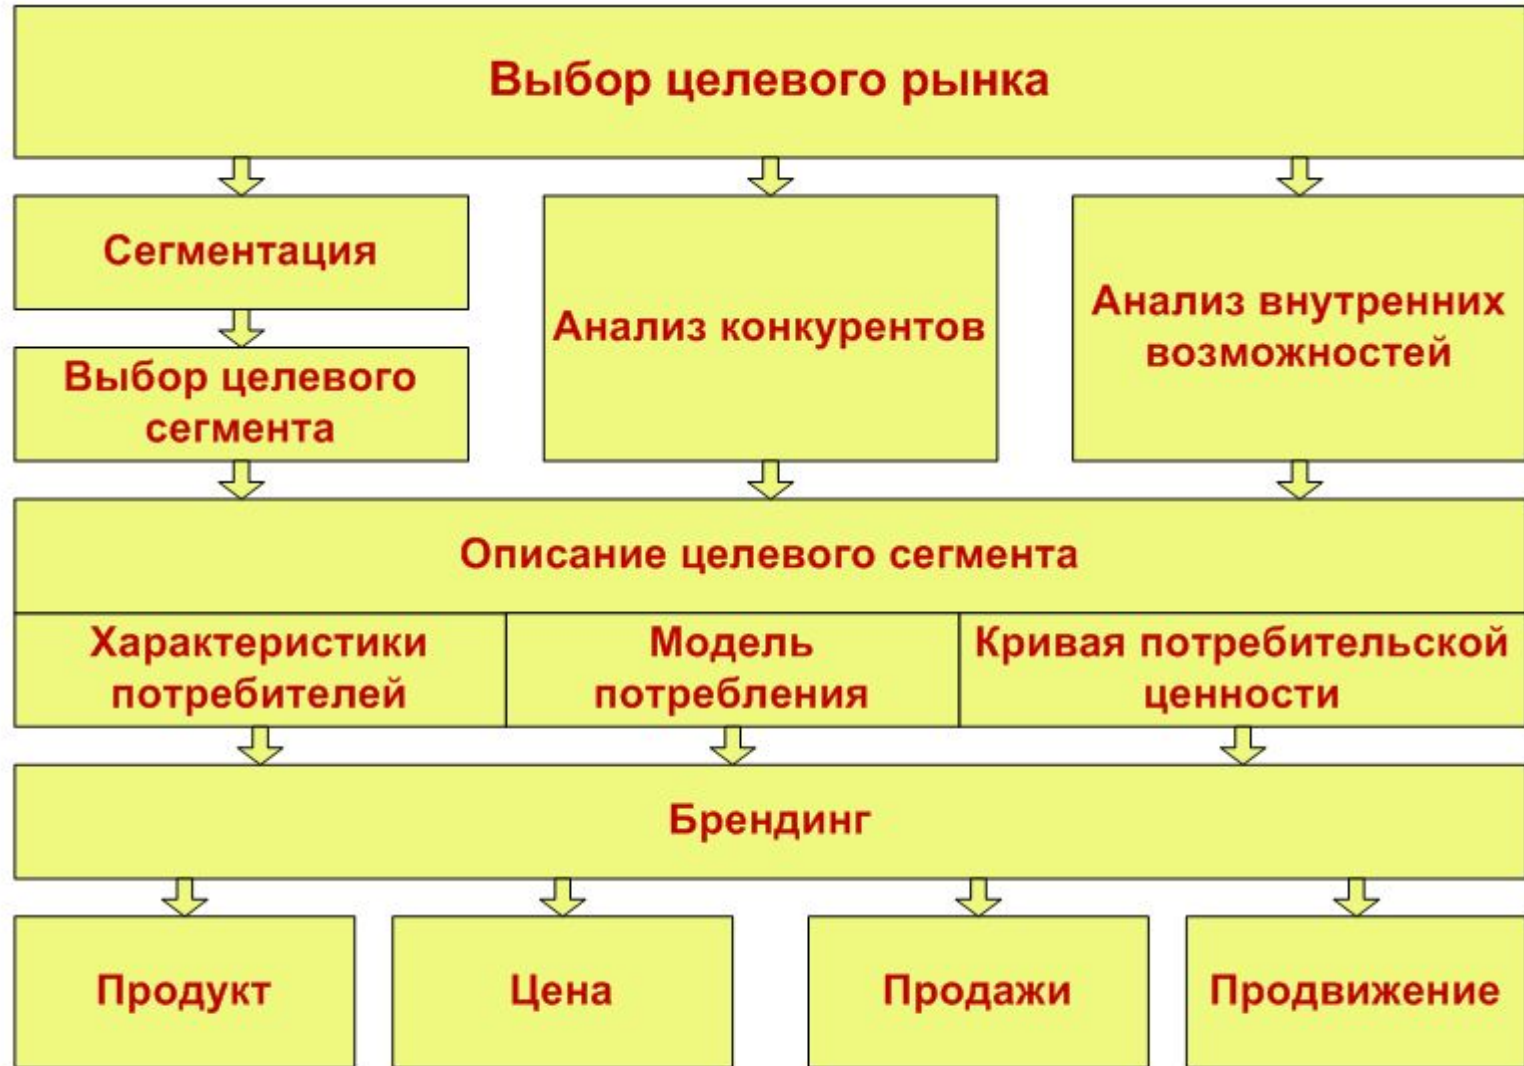 Выбор целевого рынка
Сегментация
Выбор целевого
сегмента
Анализ конкурентов
Анализ внутренних
возможностей
Описание целевого сегмента
Характеристики
потребителей
Модель
потребления
Кривая потребительской
ценности
Брендинг
Продукт
Цена
Продажи
Продвижение